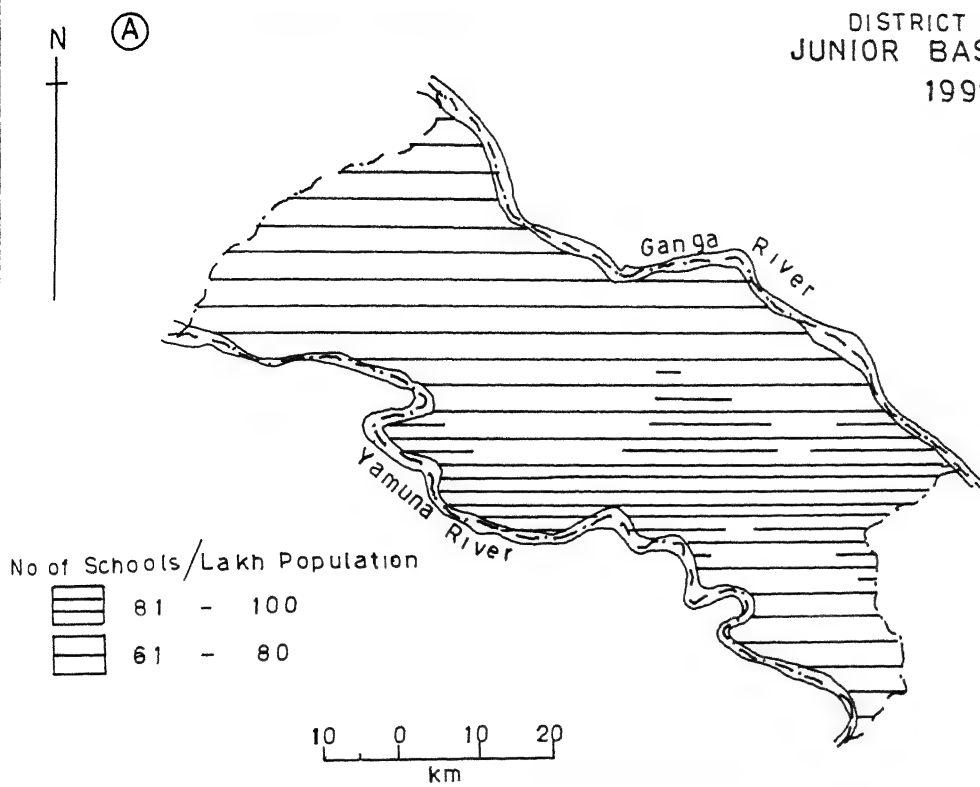 N
A
DISTRICT
JUNIOR BAS
199
Ganga River
Yamuna River
No of Schools/Lakh Population
81 - 100
61 - 80
10 0 10 20
km